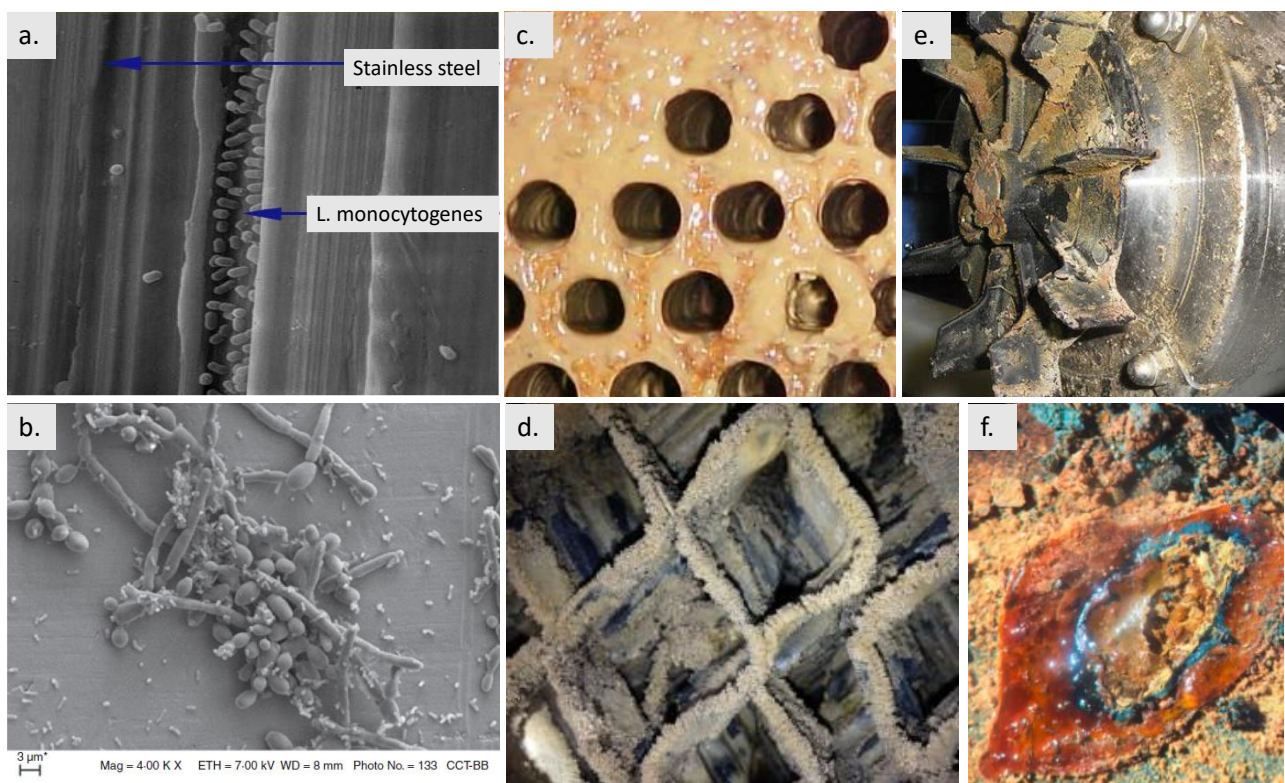 a.
Stainless steel
L. monocytogenes
b.
3 µm*
Mag = 4·00 K X ETH = 7·00 kV WD = 8 mm Photo No. = 133 CCT-BB
c.
d.
e.
f.